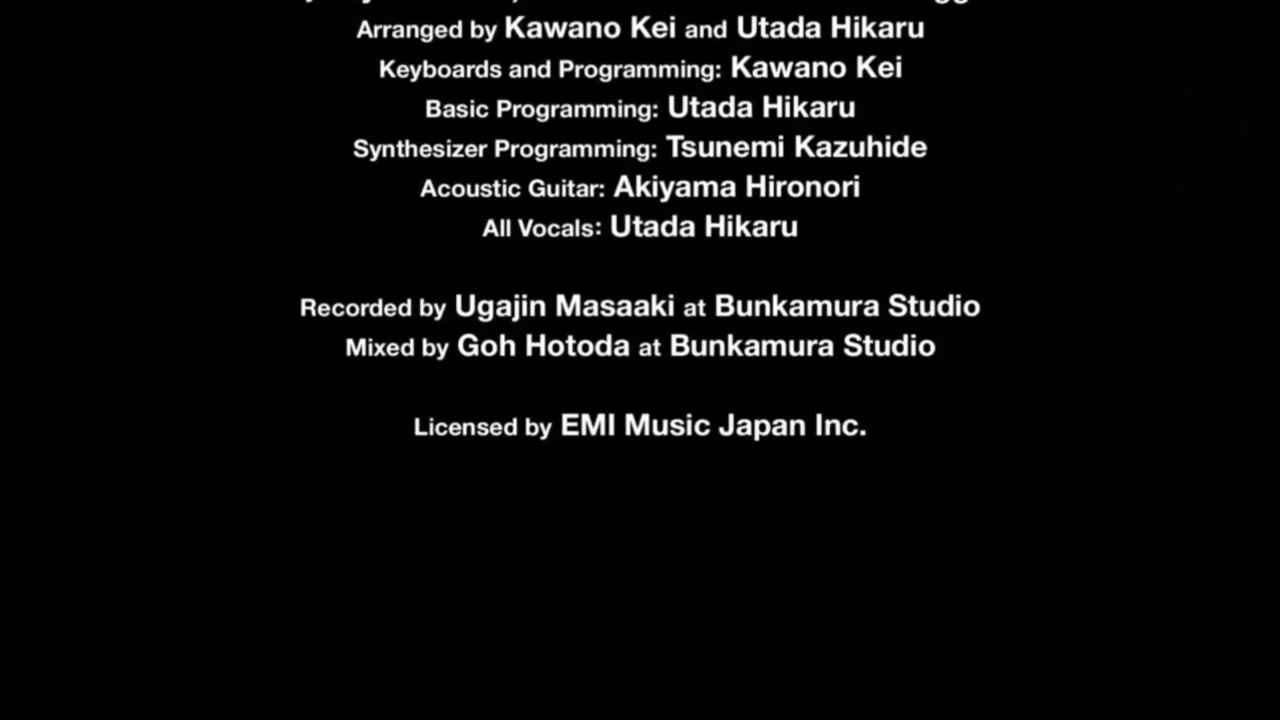 Arranged by Kawano Kei and Utada Hikaru
Keyboards and Programming: Kawano Kei
Basic Programming: Utada Hikaru
Synthesizer Programming: Tsunemi Kazuhide
Acoustic Guitar: Akiyama Hironori
All Vocals: Utada Hikaru
Recorded by Ugajin Masaaki at Bunkamura Studio
Mixed by Goh Hotoda at Bunkamura Studio
Licensed by EMI Music Japan Inc.